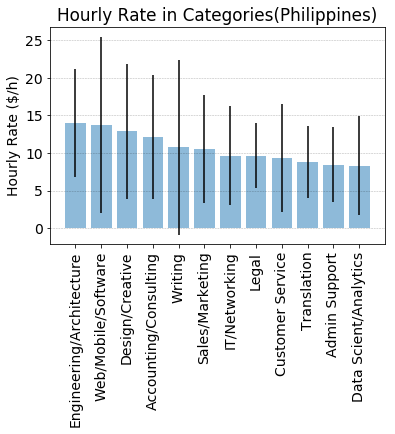 Hourly Rate in Categories(Philippines)
Hourly Rate ($/h)
25
20
15
10
5
0
Engineering/Architecture
Web/Mobile/Software
Design/Creative
Accounting/Consulting
Writing
Sales/Marketing
IT/Networking
Legal
Customer Service
Translation
Admin Support
Data Scient/Analytics